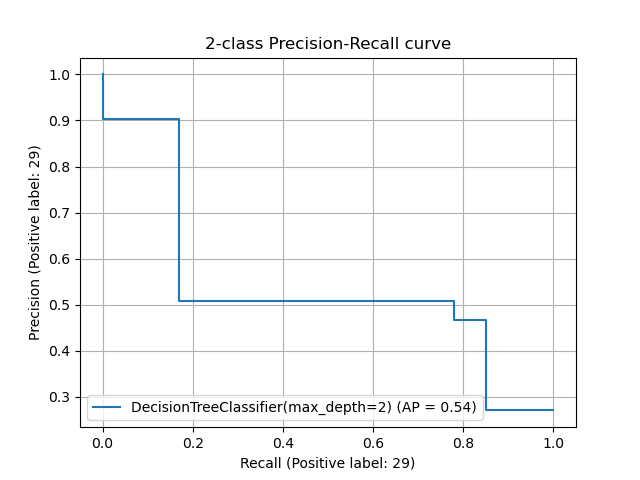 2-class Precision-Recall curve
1.0
0.9
0.8
0.7
0.6
0.5
0.4
0.3
Precision (Positive label: 29)
DecisionTreeClassifier(max_depth=2) (AP = 0.54)
0.0 0.2 0.4 0.6 0.8 1.0
Recall (Positive label: 29)